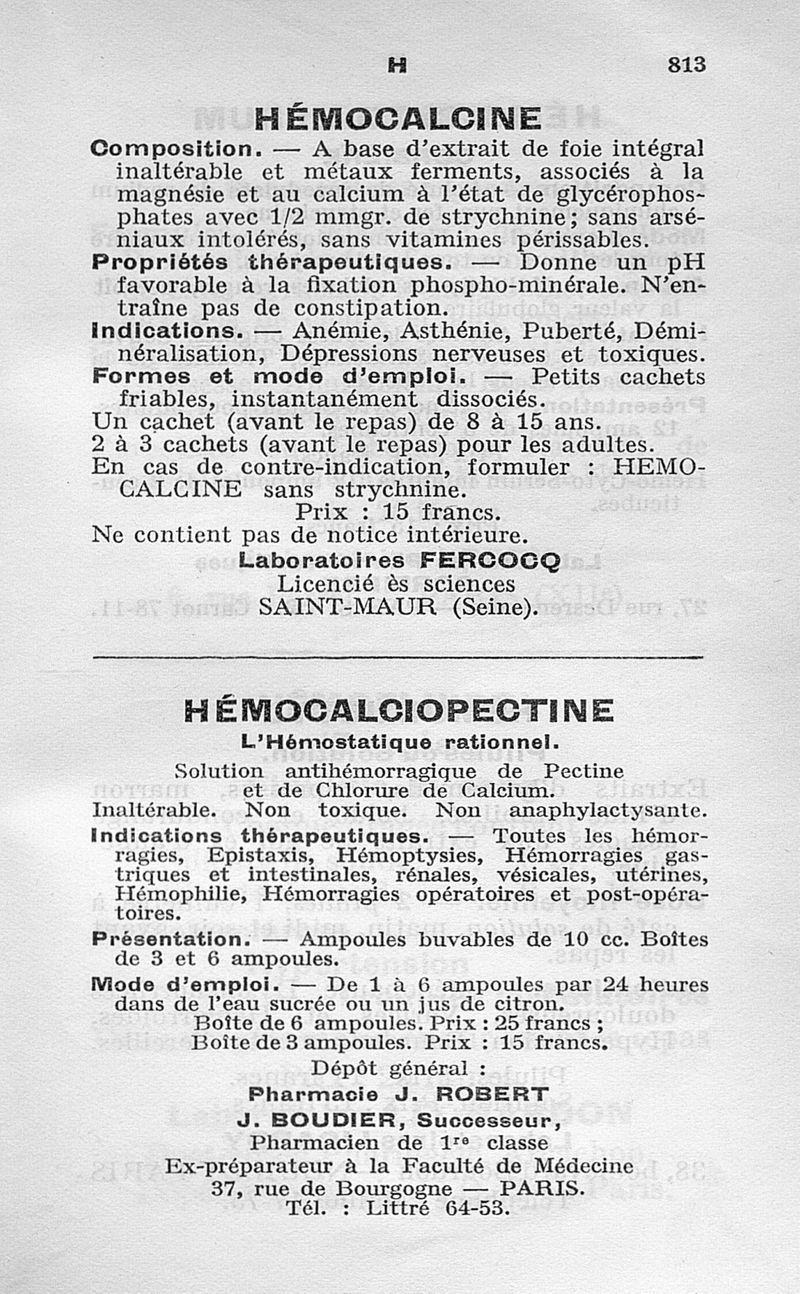 H 813
HÉMOCALCINE
Composition. — A base d'extrait de foie intégral
inaltérable et métaux ferments, associés à la
magnésie et au calcium à l'état de glycérophos-
phates avec 1/2 mmgr. de strychnine; sans arsé-
niaux intolérés, sans vitamines périssables.
Propriétés thérapeutiques. — Donne un pH
favorable à la fixation phospho-minérale. N'en-
traîne pas de constipation.
Indications. — Anémie, Asthénie, Puberté, Démi-
néralisation, Dépressions nerveuses et toxiques.
Formes et mode d'emploi. — Petits cachets
friables, instantanément dissociés.
Un cachet (avant le repas) de 8 à 15 ans.
2 à 3 cachets (avant le repas) pour les adultes.
En cas de contre-indication, formuler : HEMO-
CALCINE sans strychnine.
Prix : 15 francs.
Ne contient pas de notice intérieure.
Laboratoires FERCOCQ
Licencié ès sciences
SAINT-MAUR (Seine).
HÉMOCALCIOPECTINE
L'Hémostatique rationnel.
Solution antihémorragique de Pectine
et de Chlorure de Calcium.
Inaltérable. Non toxique. Non anaphylactysante.
Indications thérapeutiques. — Toutes les hémor-
ragies, Epistaxis, Hémoptysies, Hémorragies gas-
triques et intestinales, rénales, vésicales, utérines,
Hémophilie, Hémorragies opératoires et post-opéra-
toires.
Présentation. — Ampoules buvables de 10 cc. Boîtes
de 3 et 6 ampoules.
Mode d'emploi. — De 1 à 6 ampoules par 24 heures
dans de l'eau sucrée ou un jus de citron.
Boîte de 6 ampoules. Prix : 25 francs ;
Boîte de 3 ampoules. Prix : 15 francs.
Dépôt général :
Pharmacie J. ROBERT
J. BOUDIER, Successeur,
Pharmacien de 1re classe
Ex-préparateur à la Faculté de Médecine
37, rue de Bourgogne — PARIS.
Tél. : Littré 64-53.